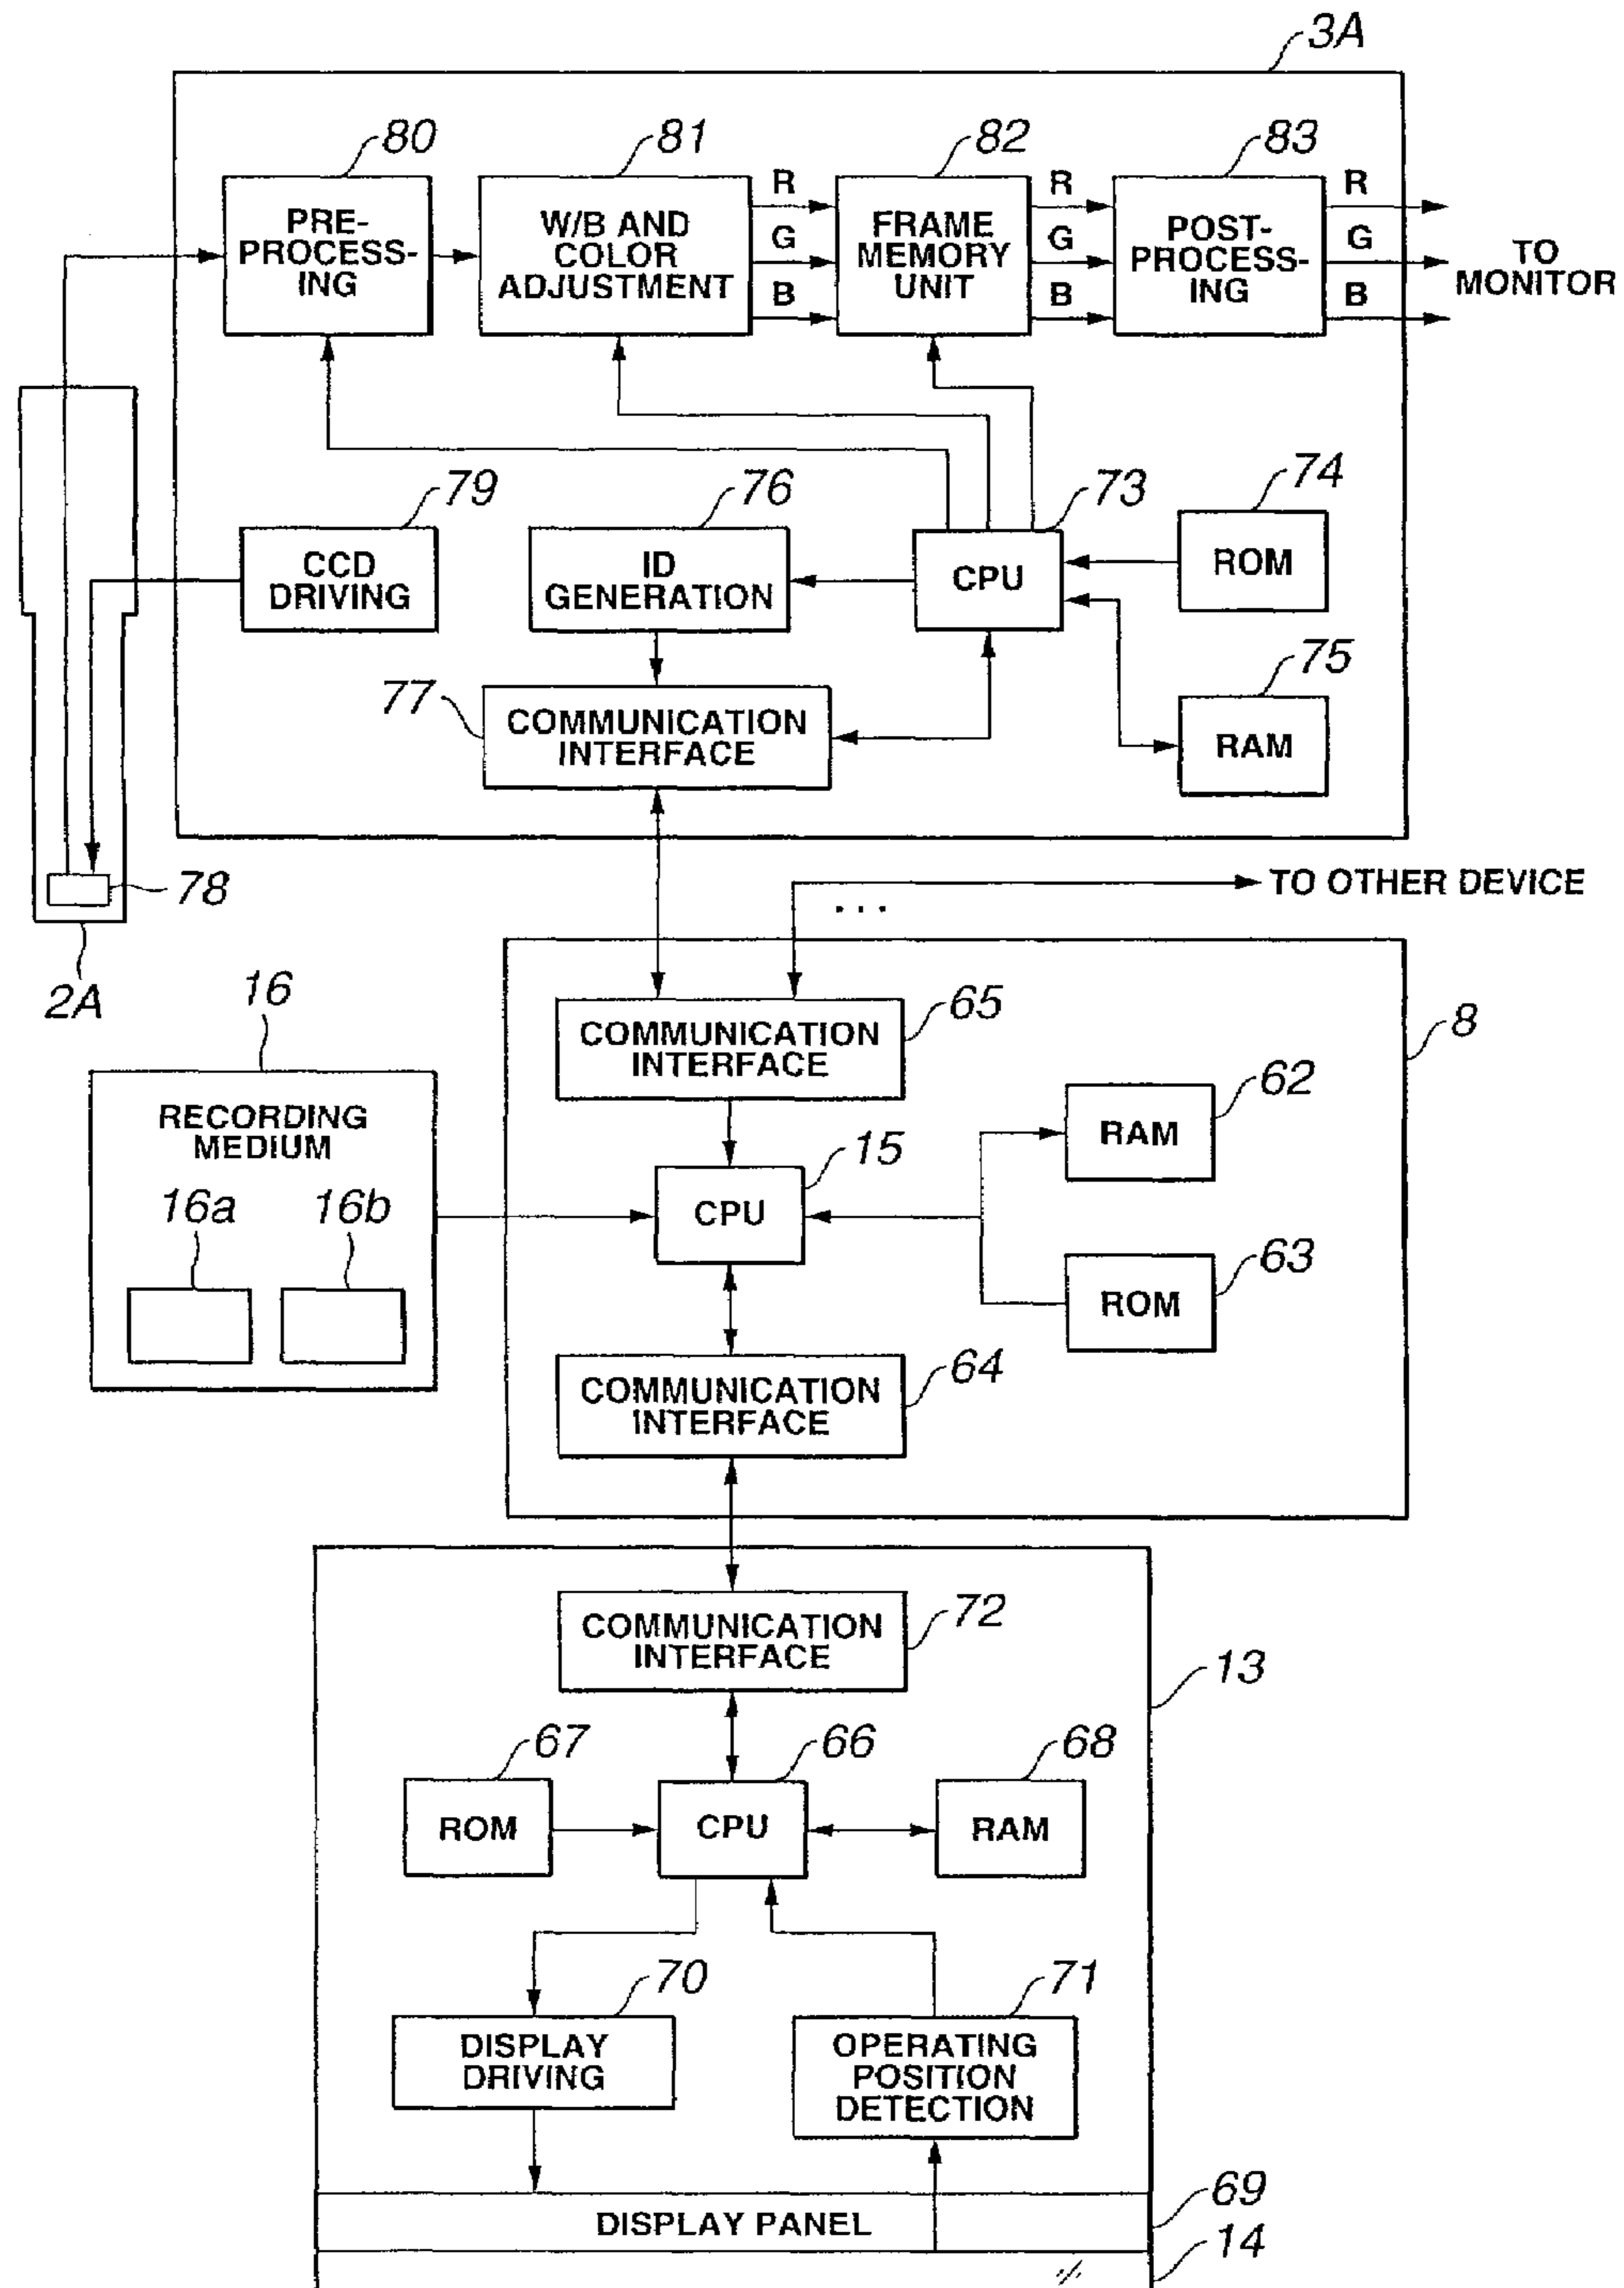 3A
80
81
82
83
PRE-
PROCESS-
ING
W/B AND
COLOR
ADJUSTMENT
R
G
B
FRAME
MEMORY
UNIT
R
G
B
POST-
PROCESS-
ING
R
G
B
TO
MONITOR
79
76
73
74
CCD
DRIVING
ID
GENERATION
CPU
ROM
75
77
COMMUNICATION
INTERFACE
RAM
78
2A
TO OTHER DEVICE
...
16
65
8
COMMUNICATION
INTERFACE
62
RECORDING
MEDIUM
RAM
15
16a
16b
CPU
63
ROM
64
COMMUNICATION
INTERFACE
72
COMMUNICATION
INTERFACE
13
67
66
68
ROM
CPU
RAM
70
71
DISPLAY
DRIVING
OPERATING
POSITION
DETECTION
69
DISPLAY PANEL
14